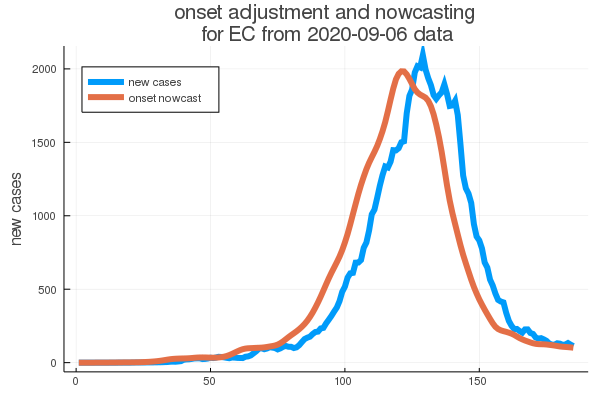 onset adjustment and nowcasting
for EC from 2020-09-06 data
new cases
onset nowcast
new cases
2000
1500
1000
500
0
0
50
100
150